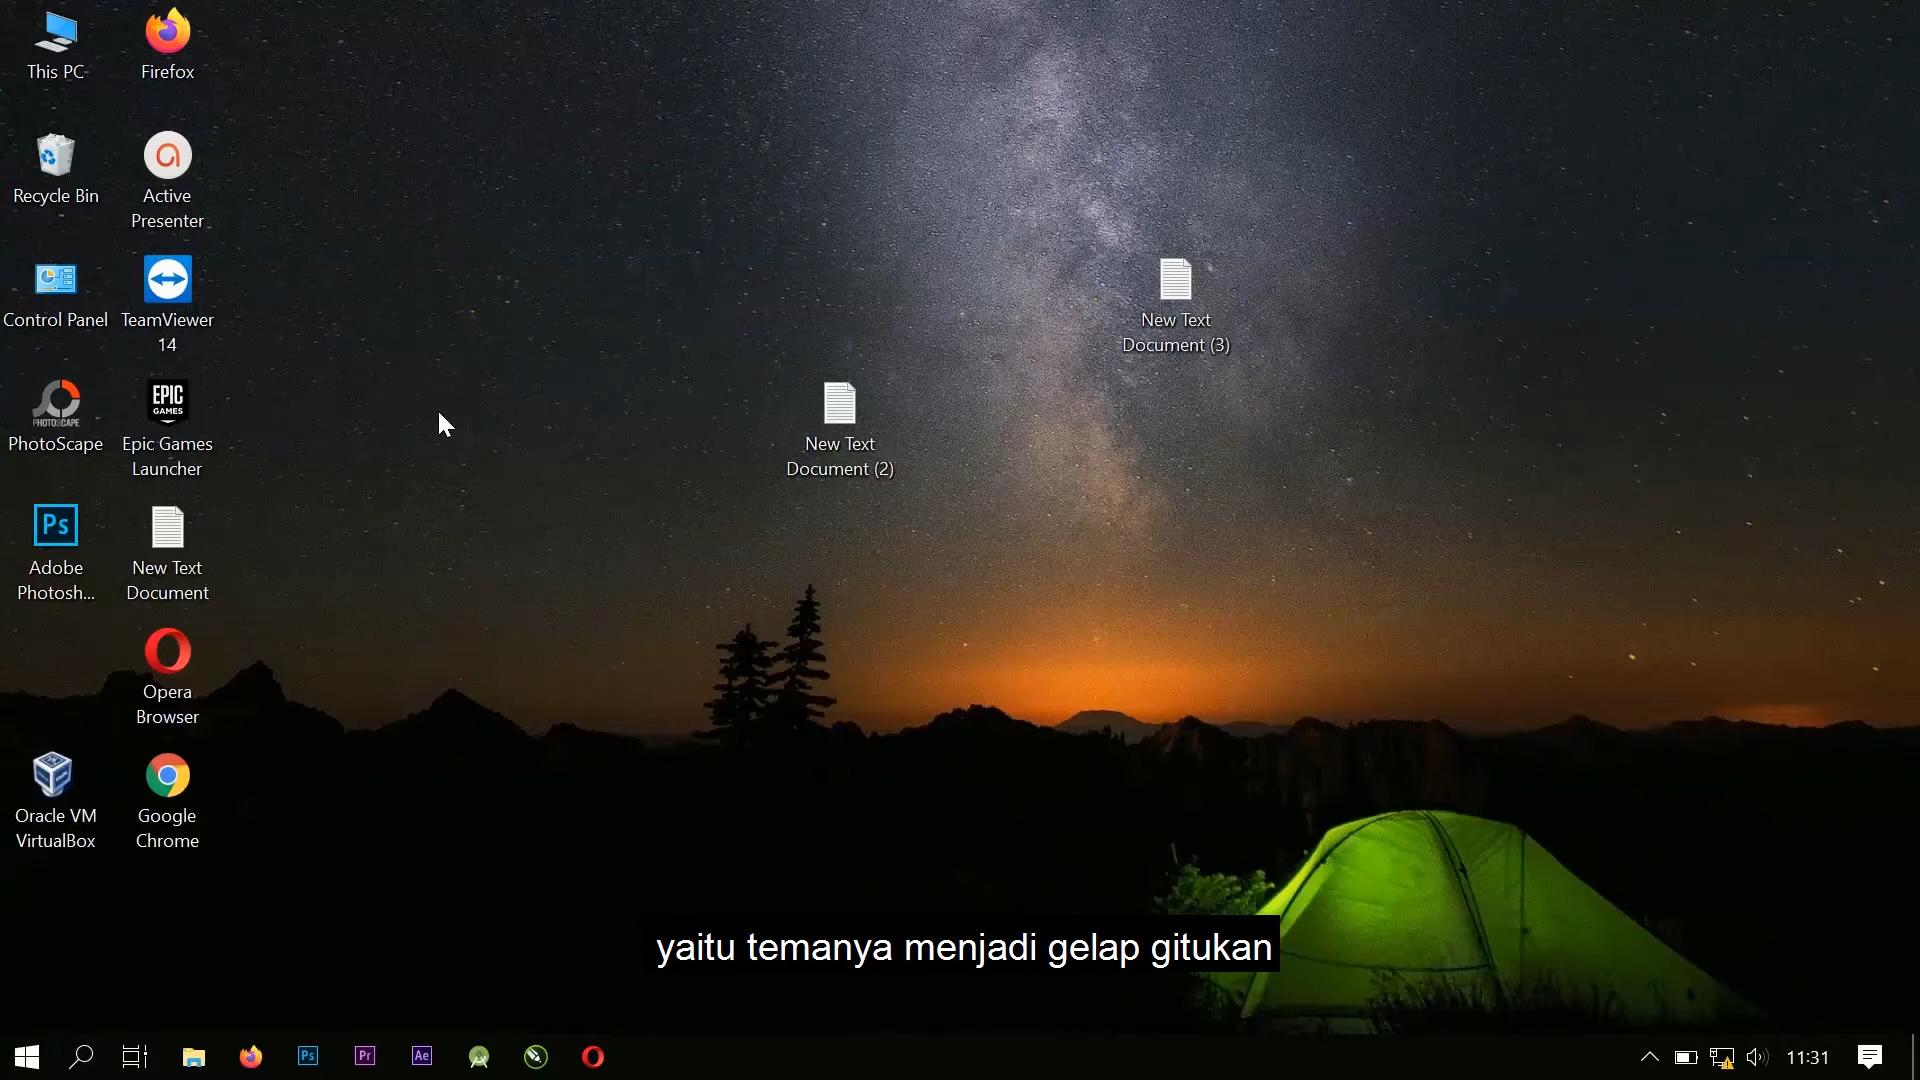 This PC
Firefox
Recycle Bin
Active
Presenter
Control Panel
TeamViewer
14
PHOTOSCAPE
PhotoScape
EPIC
GAMES
Epic Games
Launcher
Ps
Adobe
Photosh...
New Text
Document
Opera
Browser
Oracle VM
VirtualBox
Google
Chrome
New Text
Document (2)
New Text
Document (3)
yaitu temanya menjadi gelap gitukan
Ps
Pr
Ae
11:31